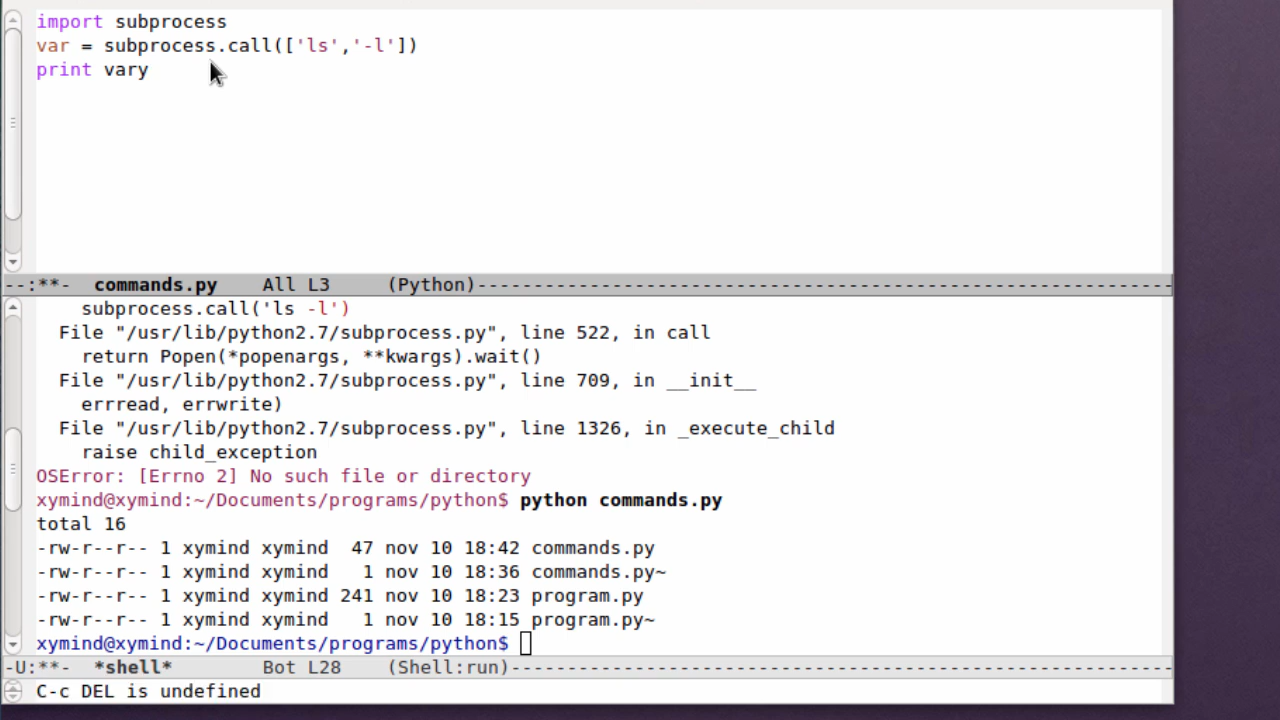 import subprocess
var = subprocess.call(['ls','-l'])
print vary
--:**-  commands.py    All L3     (Python)--------------------------------------------------------------
    subprocess.call('ls -l')
  File "/usr/lib/python2.7/subprocess.py", line 522, in call
    return Popen(*popenargs, **kwargs).wait()
  File "/usr/lib/python2.7/subprocess.py", line 709, in __init__
    errread, errwrite)
  File "/usr/lib/python2.7/subprocess.py", line 1326, in _execute_child
    raise child_exception
OSError: [Errno 2] No such file or directory
xymind@xymind:~/Documents/programs/python$ python commands.py
total 16
-rw-r--r-- 1 xymind xymind  47 nov 10 18:42 commands.py
-rw-r--r-- 1 xymind xymind   1 nov 10 18:36 commands.py~
-rw-r--r-- 1 xymind xymind 241 nov 10 18:23 program.py
-rw-r--r-- 1 xymind xymind   1 nov 10 18:15 program.py~
xymind@xymind:~/Documents/programs/python$
-U:**-  *shell*        Bot L28    (Shell:run)-----------------------------------------------------------
C-c DEL is undefined